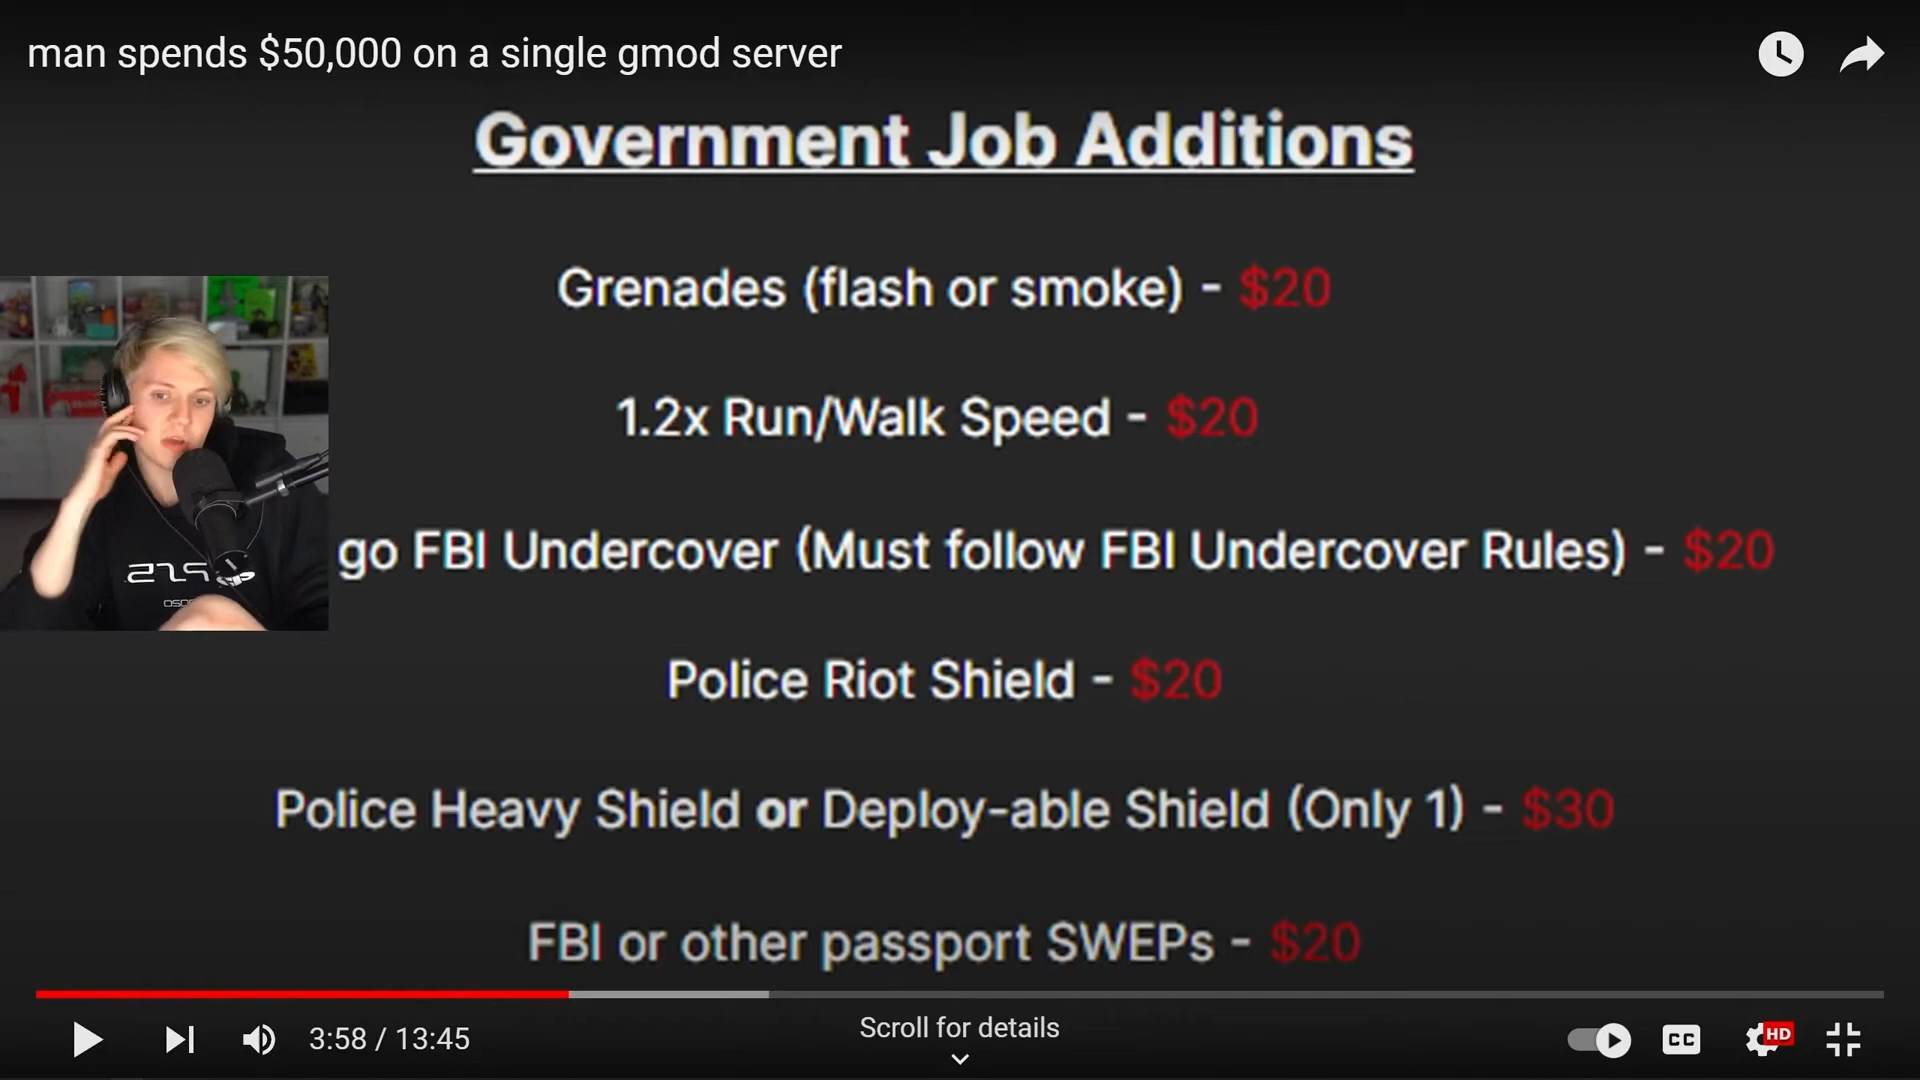 man spends $50,000 on a single gmod server
Government Job Additions
Grenades (flash or smoke) - $20
1.2x Run/Walk Speed - $20
go FBI Undercover (Must follow FBI Undercover Rules) - $20
Police Riot Shield - $20
Police Heavy Shield or Deploy-able Shield (Only 1) - $30
FBI or other passport SWEPs - $20
3:58 / 13:45
Scroll for details
CC
HD